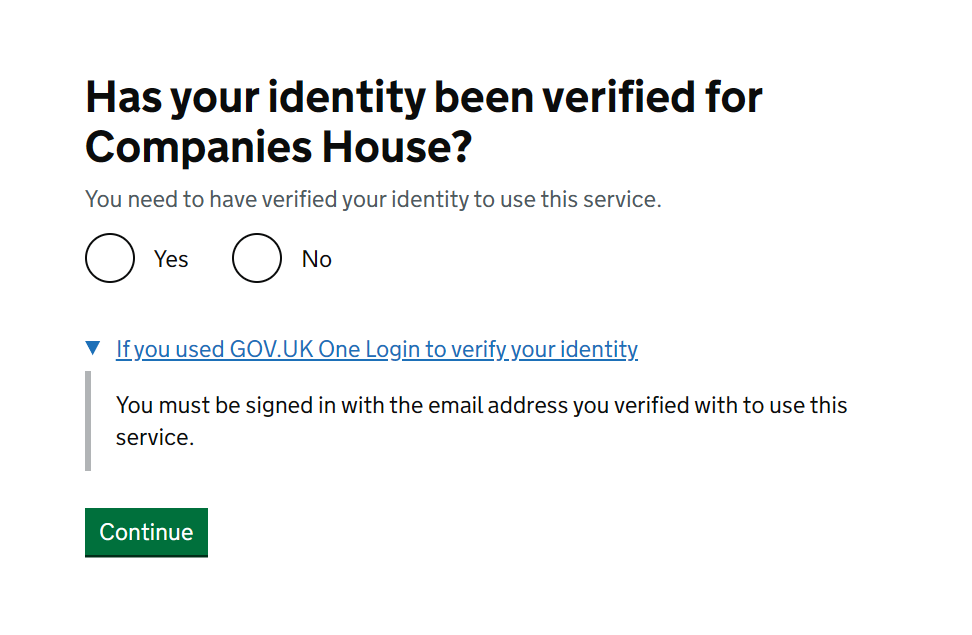 Has your identity been verified for
Companies House?
You need to have verified your identity to use this service.
Yes No
If you used GOV.UK One Login to verify your identity
You must be signed in with the email address you verified with to use this
service.
Continue